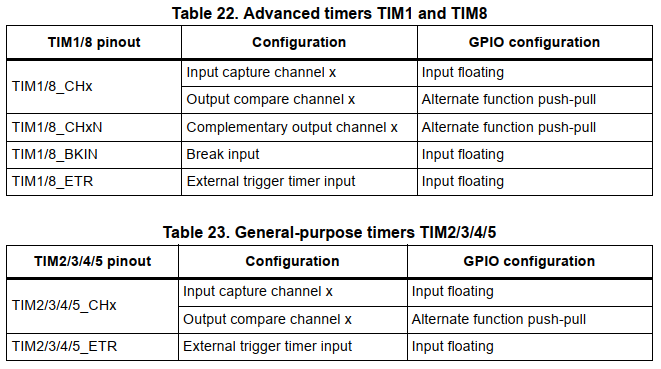 Table 22. Advanced timers TIM1 and TIM8
TIM1/8 pinout Configuration GPIO configuration
TIM1/8_CHx Input capture channel x Input floating
Output compare channel x Alternate function push-pull
TIM1/8_CHxN Complementary output channel x Alternate function push-pull
TIM1/8_BKIN Break input Input floating
TIM1/8_ETR External trigger timer input Input floating
Table 23. General-purpose timers TIM2/3/4/5
TIM2/3/4/5 pinout Configuration GPIO configuration
TIM2/3/4/5_CHx Input capture channel x Input floating
Output compare channel x Alternate function push-pull
TIM2/3/4/5_ETR External trigger timer input Input floating